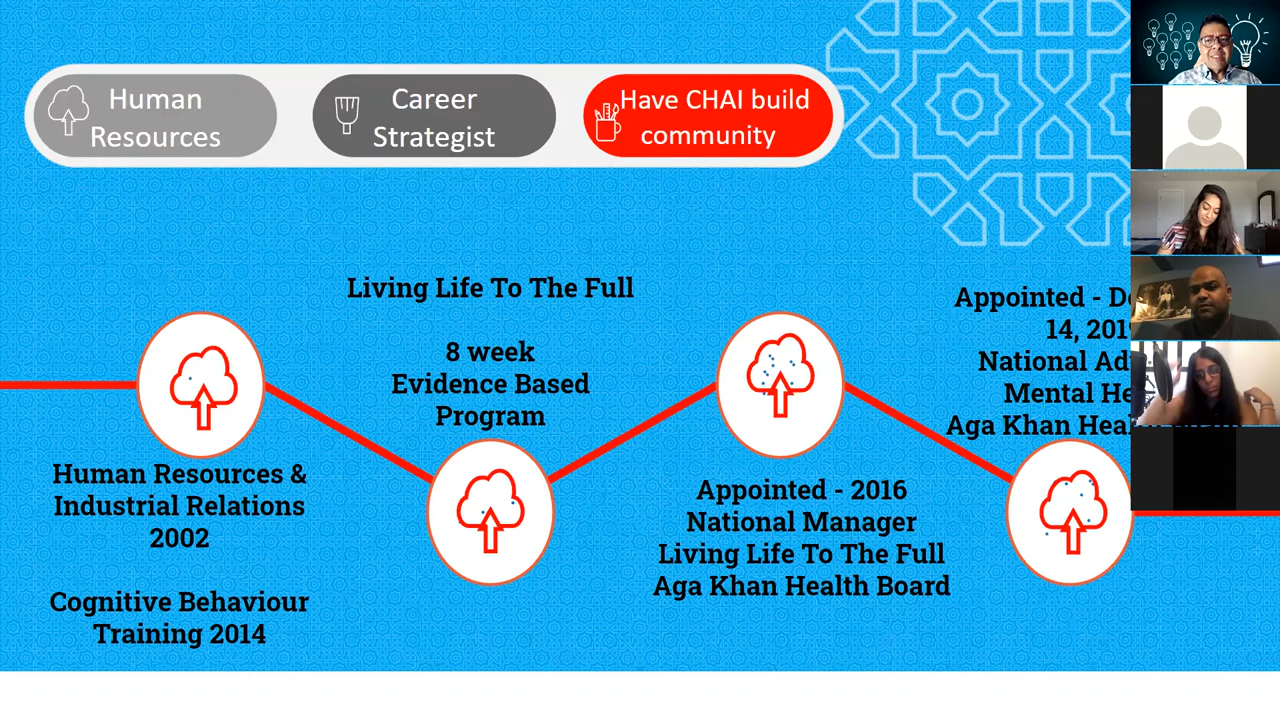 Human
Resources
Career
Strategist
Have CHAI build
community
Living Life To The Full
8 week
Evidence Based
Program
Human Resources &
Industrial Relations
2002
Cognitive Behaviour
Training 2014
Appointed - 2016
National Manager
Living Life To The Full
Aga Khan Health Board
Appointed -
14,
National
Mental
Aga Khan